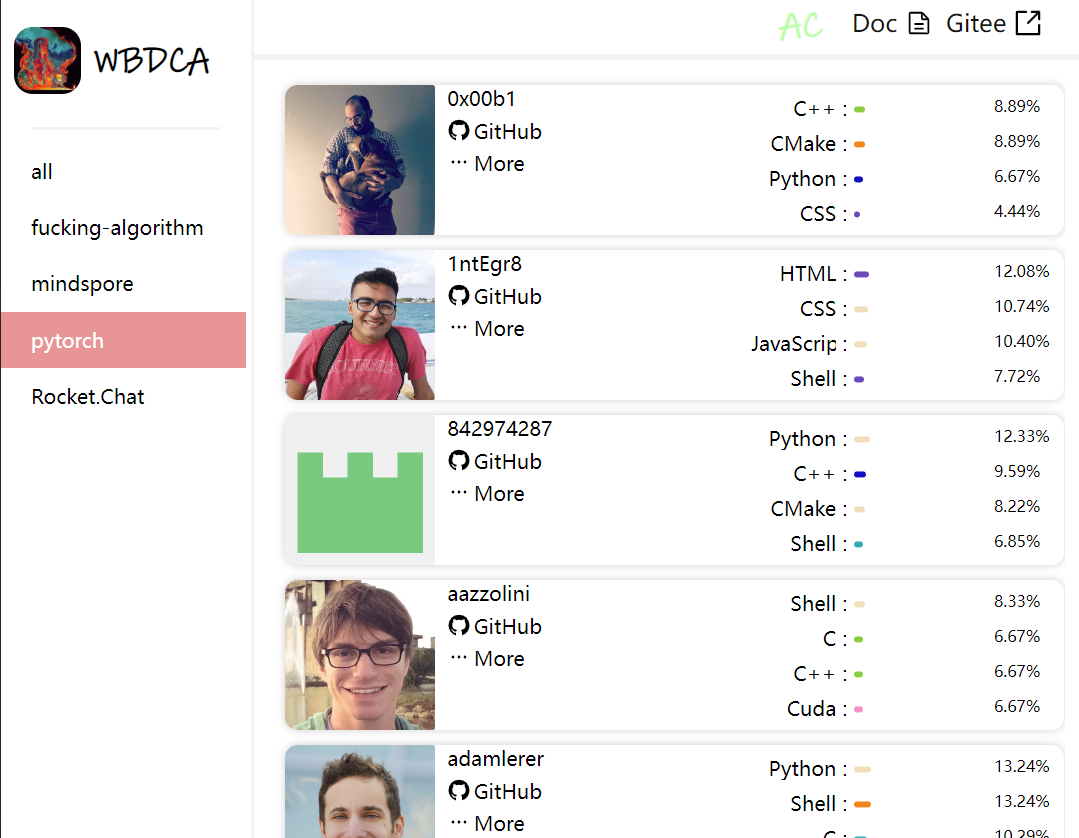 WBDCA
AC Doc Gitee
all
fucking-algorithm
mindspore
pytorch
Rocket.Chat
0x00b1
GitHub
··· More
C++ : 8.89%
CMake : 8.89%
Python : 6.67%
CSS : 4.44%
1ntEgr8
GitHub
··· More
HTML : 12.08%
CSS : 10.74%
JavaScrip : 10.40%
Shell : 7.72%
842974287
GitHub
··· More
Python : 12.33%
C++ : 9.59%
CMake : 8.22%
Shell : 6.85%
aazzolini
GitHub
··· More
Shell : 8.33%
C : 6.67%
C++ : 6.67%
Cuda : 6.67%
adamlerer
GitHub
··· More
Python : 13.24%
Shell : 13.24%
C : 10.29%